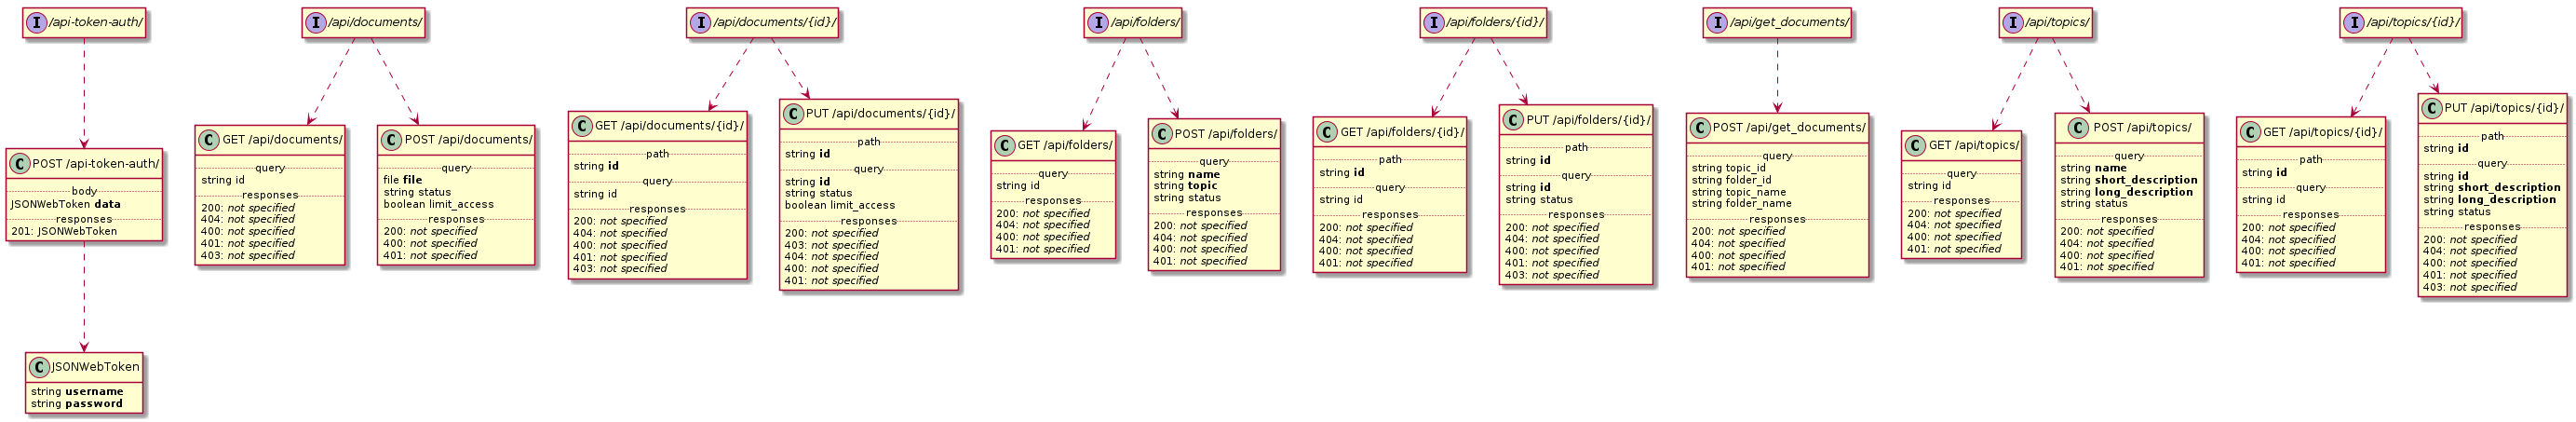 I /api-token-auth/
C POST /api-token-auth/
body
JSONWebToken data
responses
201: JSONWebToken
C JSONWebToken
string username
string password
I /api/documents/
C GET /api/documents/
query
string id
responses
200: not specified
404: not specified
400: not specified
401: not specified
403: not specified
C POST /api/documents/
query
file file
string status
boolean limit_access
responses
200: not specified
400: not specified
401: not specified
I /api/documents/{id}/
C GET /api/documents/{id}/
path
string id
query
string id
responses
200: not specified
404: not specified
400: not specified
401: not specified
403: not specified
C PUT /api/documents/{id}/
path
string id
query
string id
string status
boolean limit_access
responses
200: not specified
403: not specified
404: not specified
400: not specified
401: not specified
I /api/folders/
C GET /api/folders/
query
string id
responses
200: not specified
404: not specified
400: not specified
401: not specified
C POST /api/folders/
query
string name
string topic
string status
responses
200: not specified
404: not specified
400: not specified
401: not specified
I /api/folders/{id}/
C GET /api/folders/{id}/
path
string id
query
string id
responses
200: not specified
404: not specified
400: not specified
401: not specified
C PUT /api/folders/{id}/
path
string id
query
string id
string status
responses
200: not specified
404: not specified
400: not specified
401: not specified
403: not specified
I /api/get_documents/
C POST /api/get_documents/
query
string topic_id
string folder_id
string topic_name
string folder_name
responses
200: not specified
404: not specified
400: not specified
401: not specified
I /api/topics/
C GET /api/topics/
query
string id
responses
200: not specified
404: not specified
400: not specified
401: not specified
C POST /api/topics/
query
string name
string short_description
string long_description
string status
responses
200: not specified
404: not specified
400: not specified
401: not specified
I /api/topics/{id}/
C GET /api/topics/{id}/
path
string id
query
string id
responses
200: not specified
404: not specified
400: not specified
401: not specified
C PUT /api/topics/{id}/
path
string id
query
string id
string short_description
string long_description
string status
responses
200: not specified
404: not specified
400: not specified
401: not specified
403: not specified